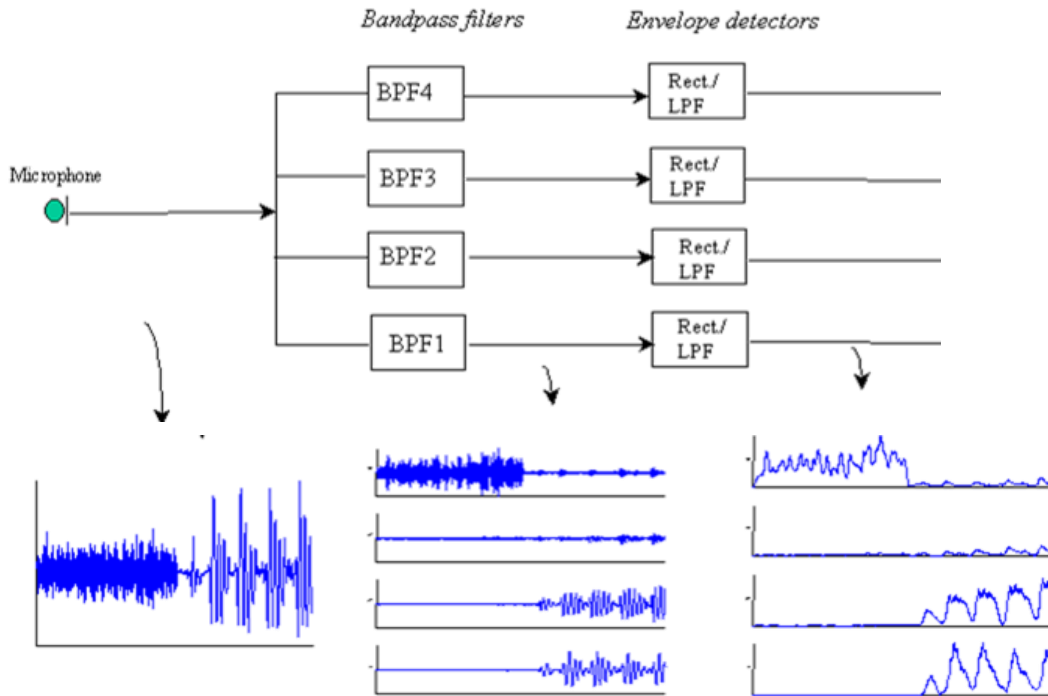 Bandpass filters
Envelope detectors
BPF4
Rect./
LPF
Microphone
BPF3
Rect./
LPF
BPF2
Rect./
LPF
BPF1
Rect./
LPF